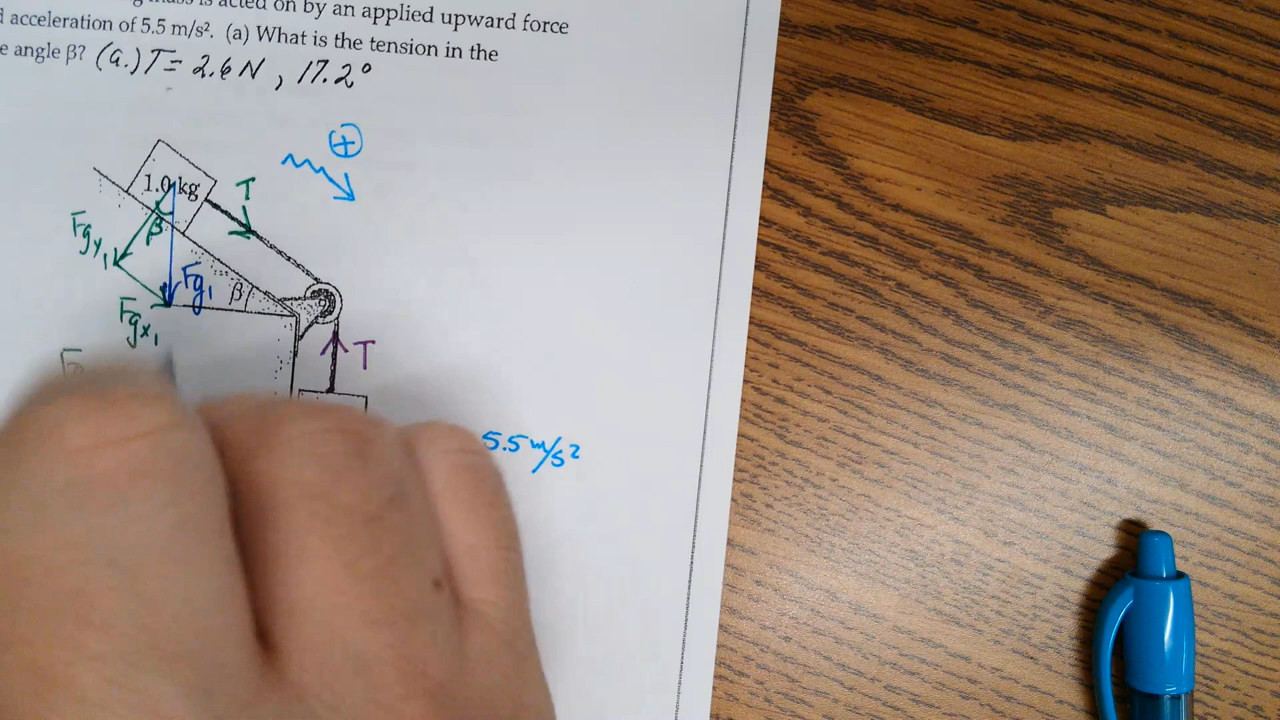 mass is acted on by an applied upward force
acceleration of 5.5 m/s². (a) What is the tension in the
e angle β? (a.) T = 2.6 N, 17.2°
+
1.0 kg
T
β
Fgy1
Fg1
β
Fgx1
T
5.5 m/s²